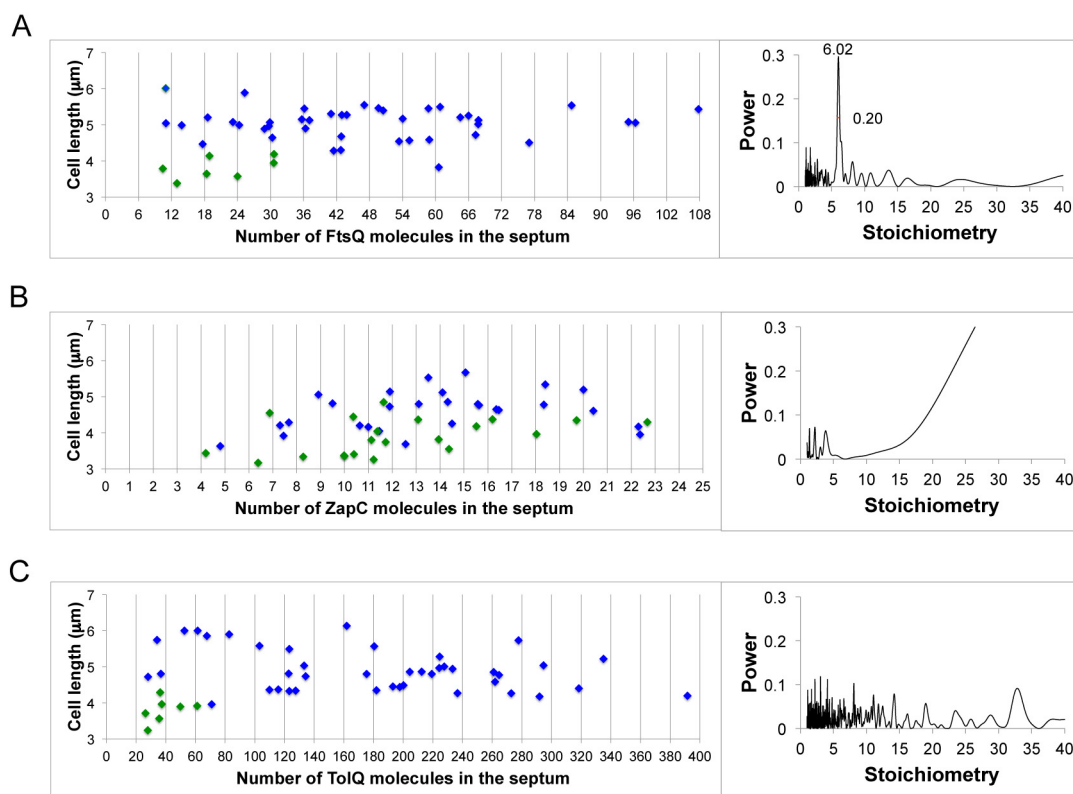 A
7
6
5
4
3
Cell length (μm)
0 6 12 18 24 30 36 42 48 54 60 66 72 78 84 90 96 102 108
Number of FtsQ molecules in the septum
6.02
0.3
0.20
0.2
0.1
0
Power
0 5 10 15 20 25 30 35 40
Stoichiometry
B
7
6
5
4
3
Cell length (μm)
0 1 2 3 4 5 6 7 8 9 10 11 12 13 14 15 16 17 18 19 20 21 22 23 24 25
Number of ZapC molecules in the septum
0.3
0.2
0.1
0
Power
0 5 10 15 20 25 30 35 40
Stoichiometry
C
7
6
5
4
3
Cell length (μm)
0 20 40 60 80 100 120 140 160 180 200 220 240 260 280 300 320 340 360 380 400
Number of TolQ molecules in the septum
0.3
0.2
0.1
0
Power
0 5 10 15 20 25 30 35 40
Stoichiometry